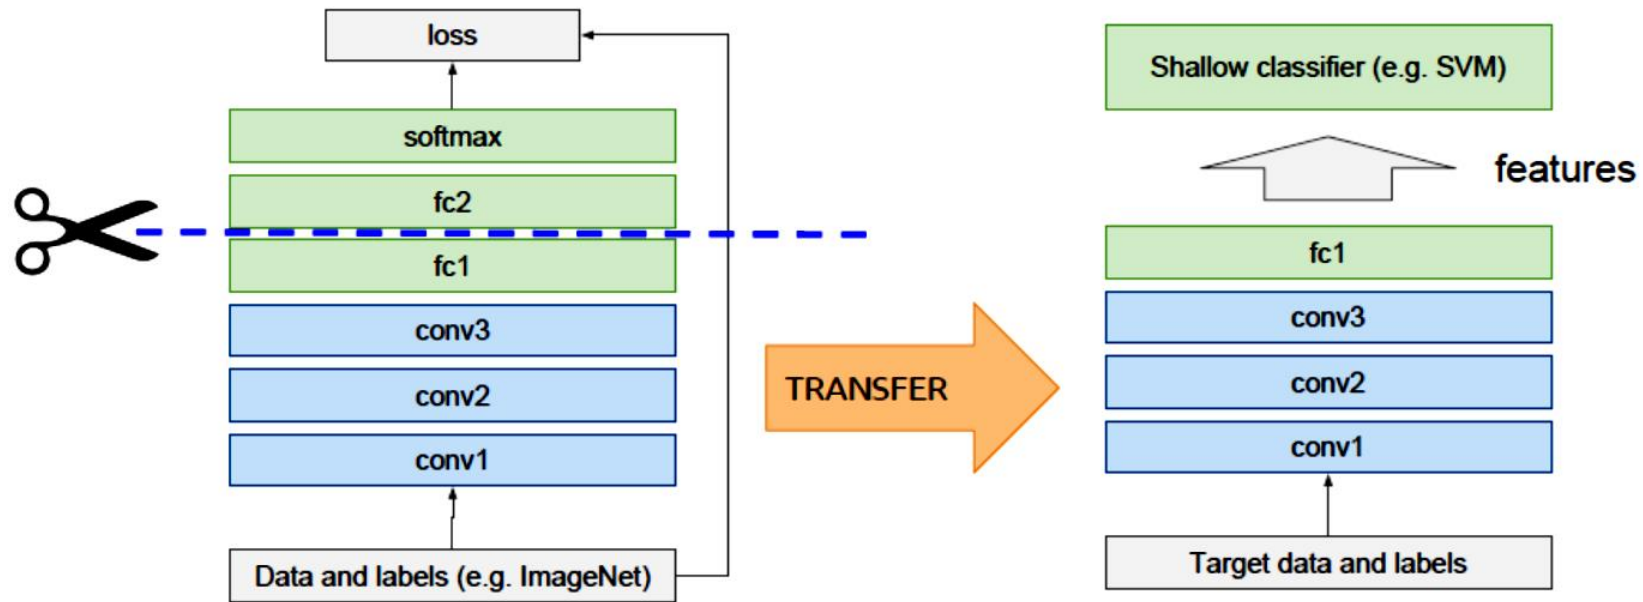 loss
softmax
fc2
fc1
conv3
conv2
conv1
Data and labels (e.g. ImageNet)
TRANSFER
Shallow classifier (e.g. SVM)
features
fc1
conv3
conv2
conv1
Target data and labels